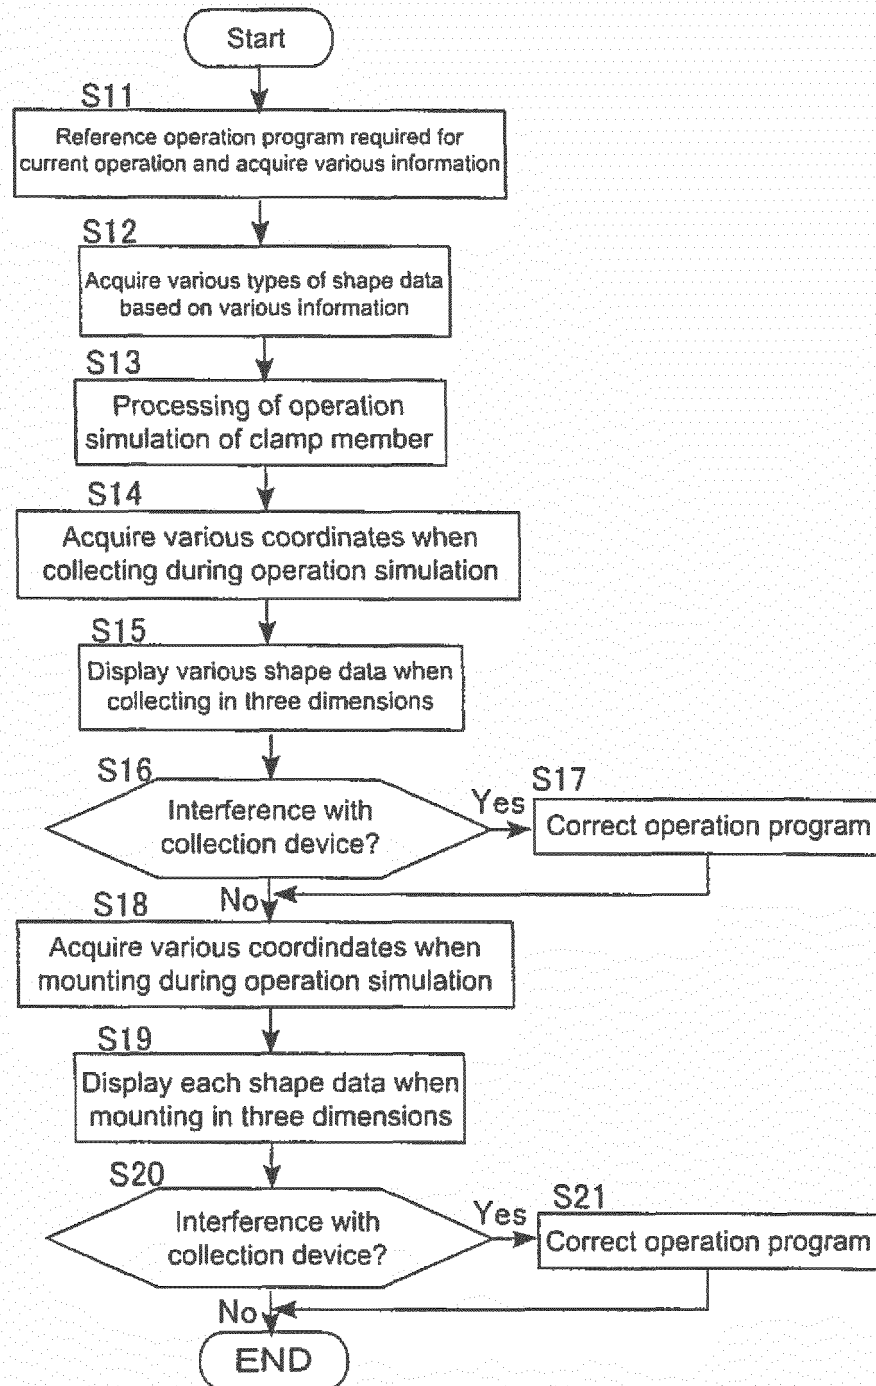 Start
S11
Reference operation program required for
current operation and acquire various information
S12
Acquire various types of shape data
based on various information
S13
Processing of operation
simulation of clamp member
S14
Acquire various coordinates when
collecting during operation simulation
S15
Display various shape data when
collecting in three dimensions
S16
Interference with
collection device?
Yes
S17
Correct operation program
No
S18
Acquire various coordindates when
mounting during operation simulation
S19
Display each shape data when
mounting in three dimensions
S20
Interference with
collection device?
Yes
S21
Correct operation program
No
END